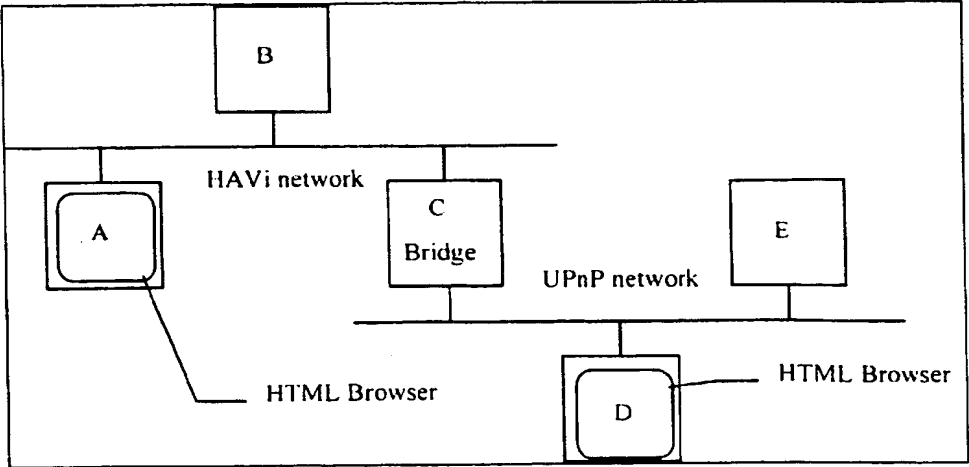 B
HAVi network
A
C
Bridge
E
UPnP network
HTML Browser
HTML Browser
D